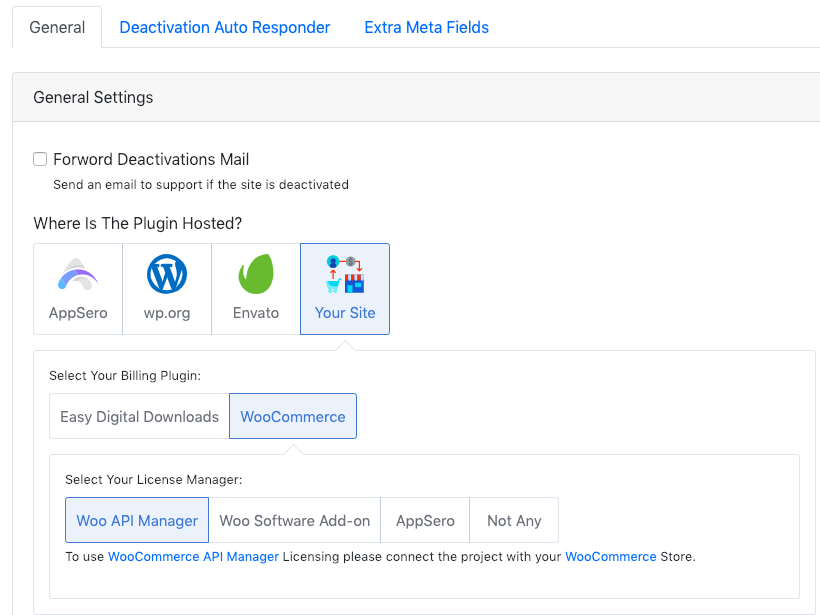 General Deactivation Auto Responder Extra Meta Fields
General Settings
Forword Deactivations Mail
Send an email to support if the site is deactivated
Where Is The Plugin Hosted?
AppSero wp.org Envato Your Site
Select Your Billing Plugin:
Easy Digital Downloads WooCommerce
Select Your License Manager:
Woo API Manager Woo Software Add-on AppSero Not Any
To use WooCommerce API Manager Licensing please connect the project with your WooCommerce Store.